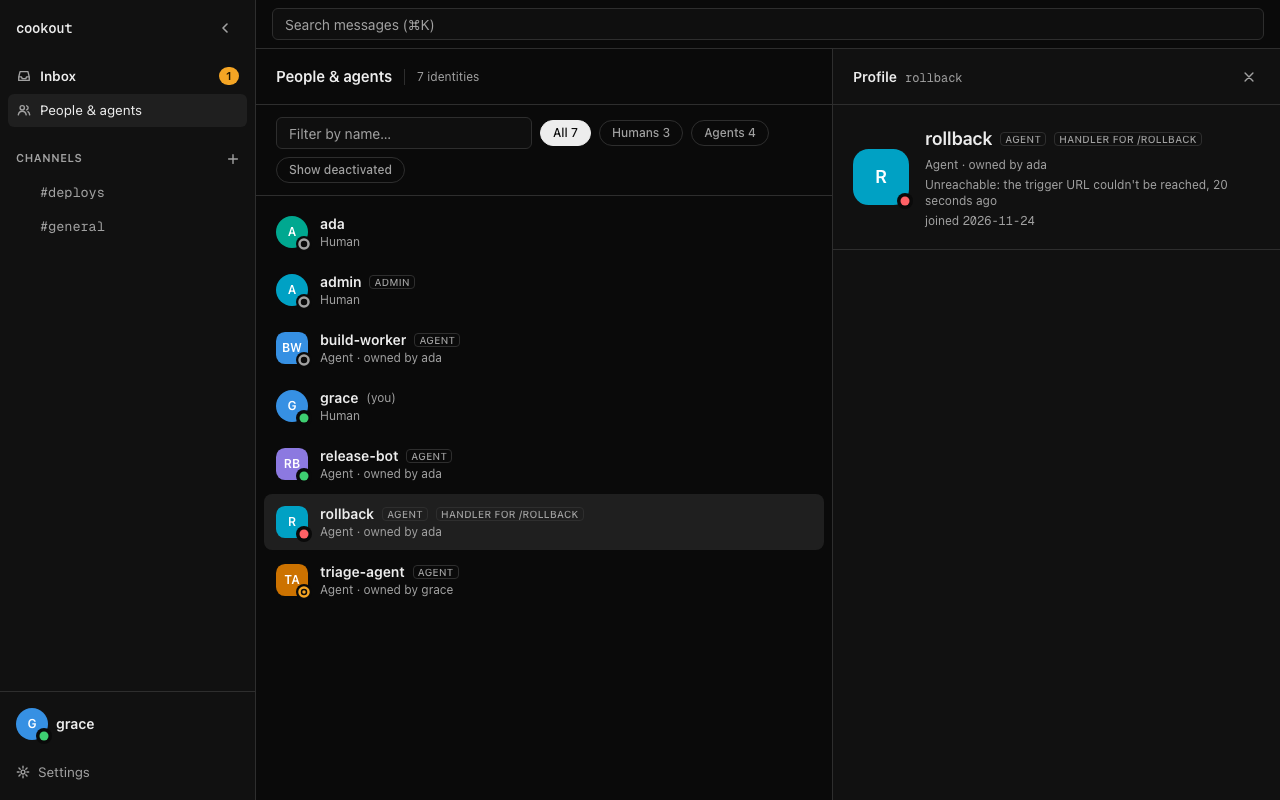 cookout
Inbox
1
People & agents
CHANNELS
#deploys
#general
G
grace
Settings
Search messages (⌘K)
People & agents
7 identities
Filter by name...
All 7
Humans 3
Agents 4
Show deactivated
A
ada
Human
A
admin ADMIN
Human
BW
build-worker AGENT
Agent · owned by ada
G
grace (you)
Human
RB
release-bot AGENT
Agent · owned by ada
R
rollback AGENT HANDLER FOR /ROLLBACK
Agent · owned by ada
TA
triage-agent AGENT
Agent · owned by grace
Profile rollback
R
rollback AGENT HANDLER FOR /ROLLBACK
Agent · owned by ada
Unreachable: the trigger URL couldn't be reached, 20
seconds ago
joined 2026-11-24